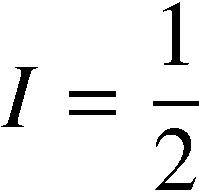 I = 1/2